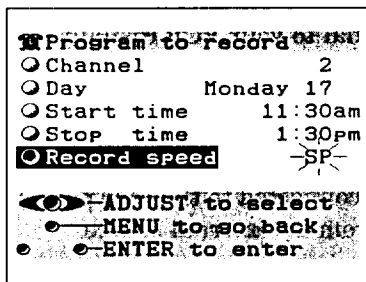 Program to record
Channel 2
Day Monday 17
Start time 11:30am
Stop time 1:30pm
Record speed SP
ADJUST to select
MENU to go back
ENTER to enter